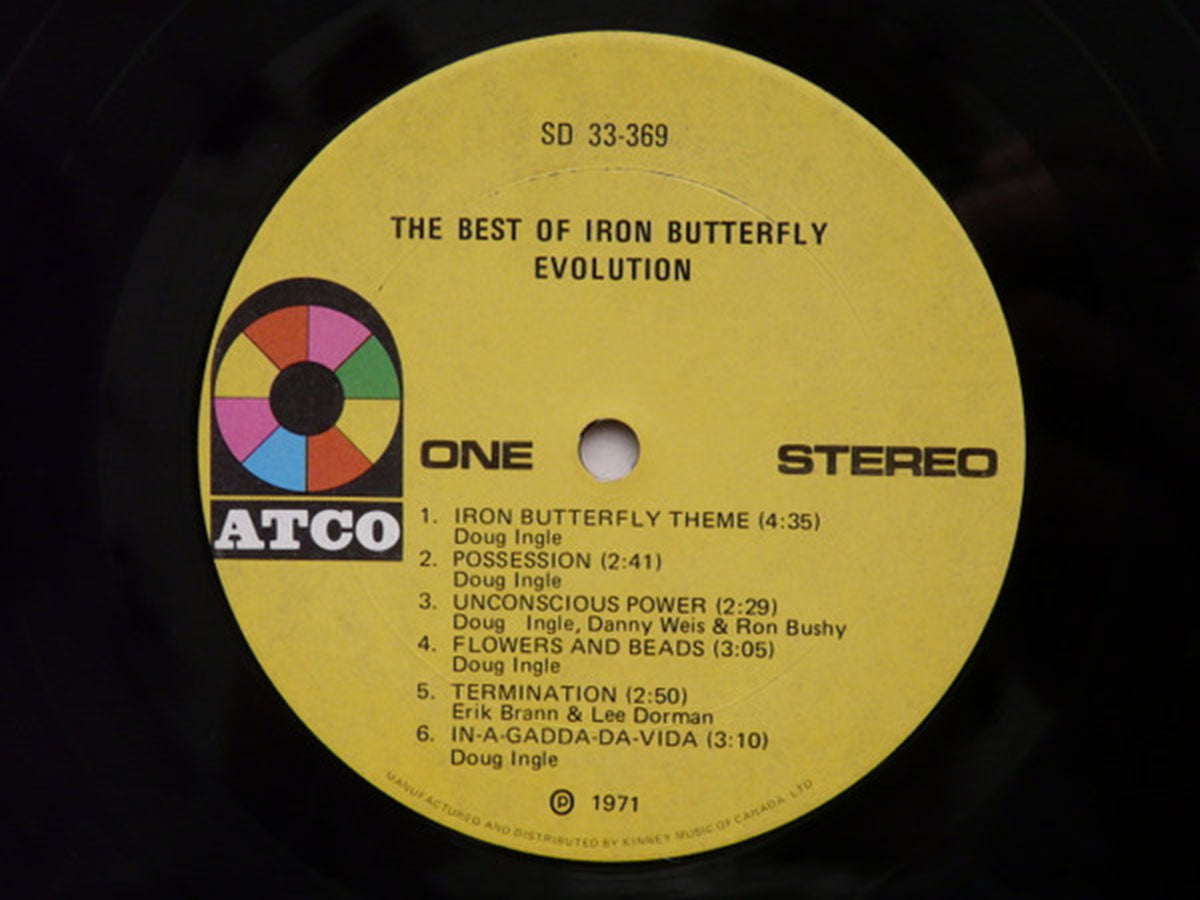 SD 33-369
THE BEST OF IRON BUTTERFLY
EVOLUTION
ATCO
ONE
STEREO
1. IRON BUTTERFLY THEME (4:35)
Doug Ingle
2. POSSESSION (2:41)
Doug Ingle
3. UNCONSCIOUS POWER (2:29)
Doug Ingle, Danny Weis & Ron Bushy
4. FLOWERS AND BEADS (3:05)
Doug Ingle
5. TERMINATION (2:50)
Erik Brann & Lee Dorman
6. IN-A-GADDA-DA-VIDA (3:10)
Doug Ingle
℗ 1971
MANUFACTURED AND DISTRIBUTED BY KINNEY MUSIC OF CANADA, LTD